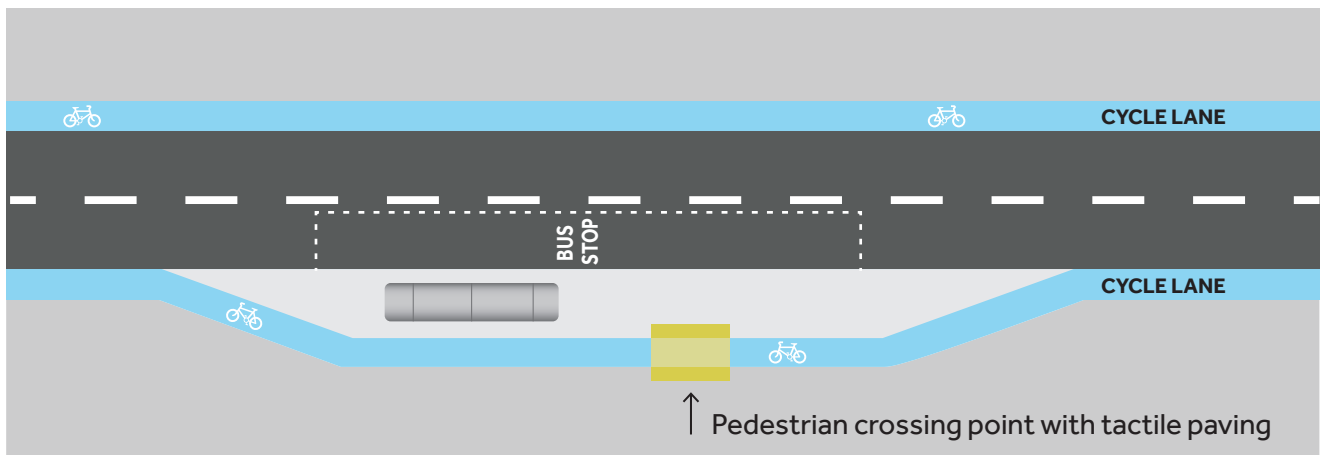 CYCLE LANE
BUS
STOP
CYCLE LANE
Pedestrian crossing point with tactile paving